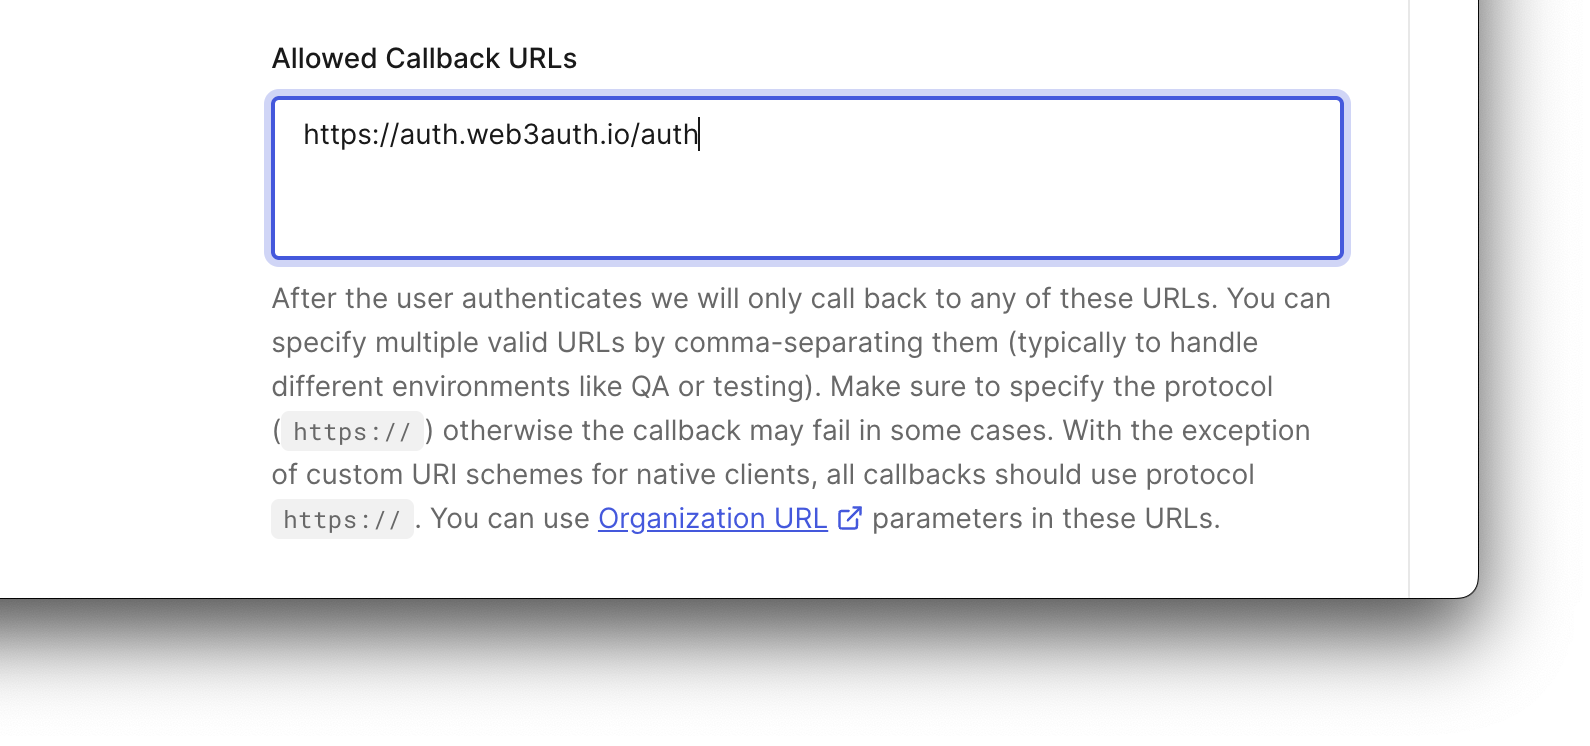 Allowed Callback URLs
https://auth.web3auth.io/auth
After the user authenticates we will only call back to any of these URLs. You can
specify multiple valid URLs by comma-separating them (typically to handle
different environments like QA or testing). Make sure to specify the protocol
( https:// ) otherwise the callback may fail in some cases. With the exception
of custom URI schemes for native clients, all callbacks should use protocol
https:// . You can use Organization URL parameters in these URLs.